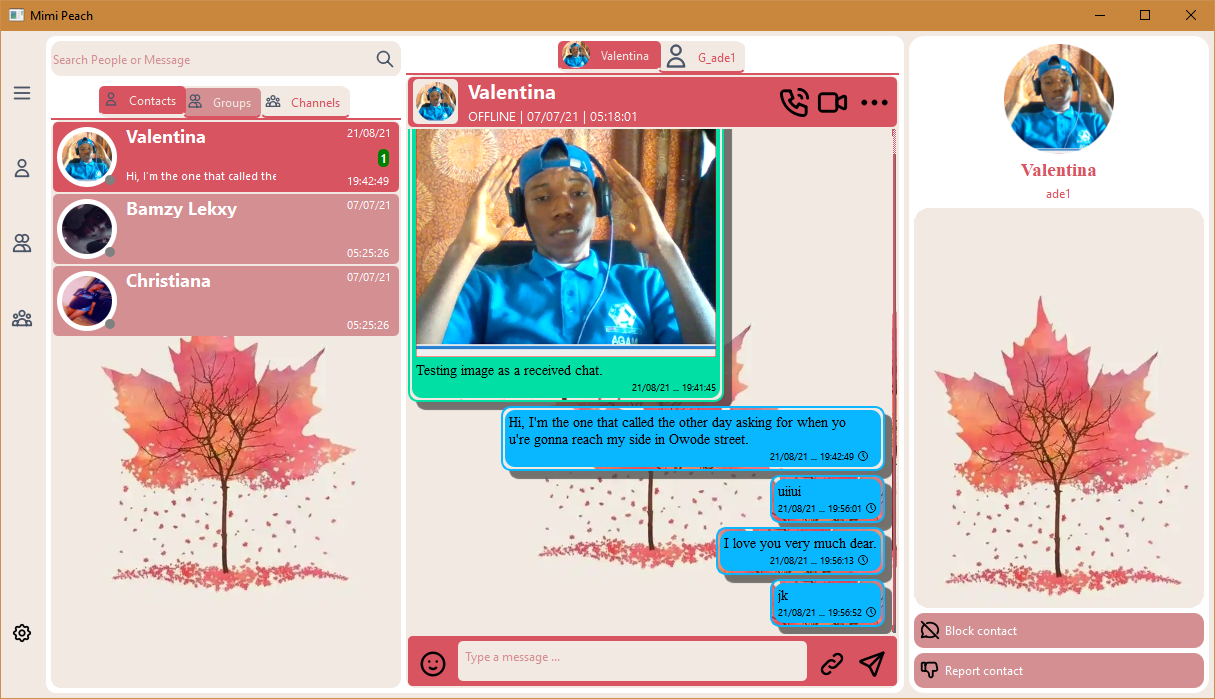 Mimi Peach
Search People or Message
Contacts
Groups
Channels
Valentina
21/08/21
1
Hi, I'm the one that called the
19:42:49
Bamzy Lekxy
07/07/21
05:25:26
Christiana
07/07/21
05:25:26
Valentina
G_ade1
Valentina
OFFLINE | 07/07/21 | 05:18:01
AGAM
Testing image as a received chat.
21/08/21 ... 19:41:45
Hi, I'm the one that called the other day asking for when yo
u're gonna reach my side in Owode street.
21/08/21 ... 19:42:49
uiiui
21/08/21 ... 19:56:01
I love you very much dear.
21/08/21 ... 19:56:13
jk
21/08/21 ... 19:56:52
Type a message ...
Valentina
ade1
Block contact
Report contact